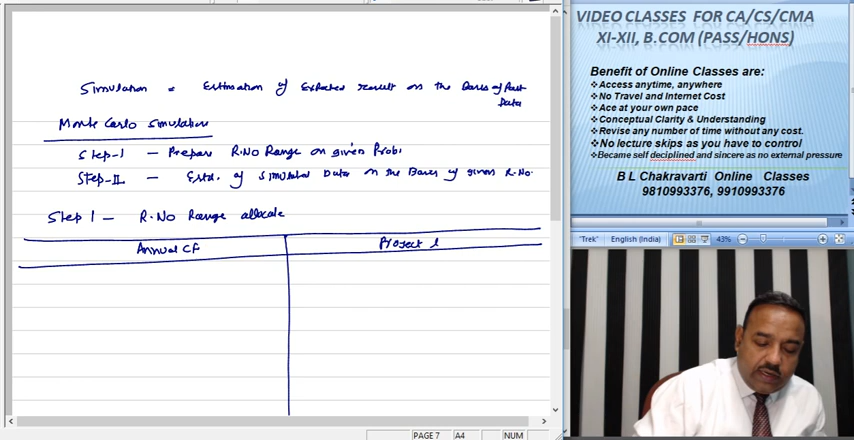 Simulation = Estimation of Expected result on the Bases of Past
Data
Monte Carlo Simulation
Step-I — Prepare R.No Range on given Prob:
Step-II — Estd. of Simulated Data on the Bases of given R.No.
Step 1 — R.No Range allocate
Annual CF
Project l
PAGE 7 A4 NUM
VIDEO CLASSES FOR CA/CS/CMA
XI-XII, B.COM (PASS/HONS)
Benefit of Online Classes are:
❖Access anytime, anywhere
❖No Travel and Internet Cost
❖Ace at your own pace
❖Conceptual Clarity & Understanding
❖Revise any number of time without any cost.
❖No lecture skips as you have to control
❖Became self deciplined and sincere as no external pressure
B L Chakravarti Online Classes
9810993376, 9910993376
"Trek" English (India) 43%